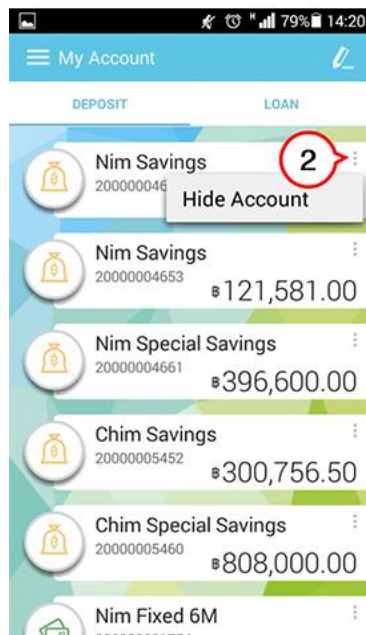 79% 14:20
My Account
DEPOSIT LOAN
Nim Savings
2
Hide Account
Nim Savings
20000004653
฿121,581.00
Nim Special Savings
20000004661
฿396,600.00
Chim Savings
20000005452
฿300,756.50
Chim Special Savings
20000005460
฿808,000.00
Nim Fixed 6M